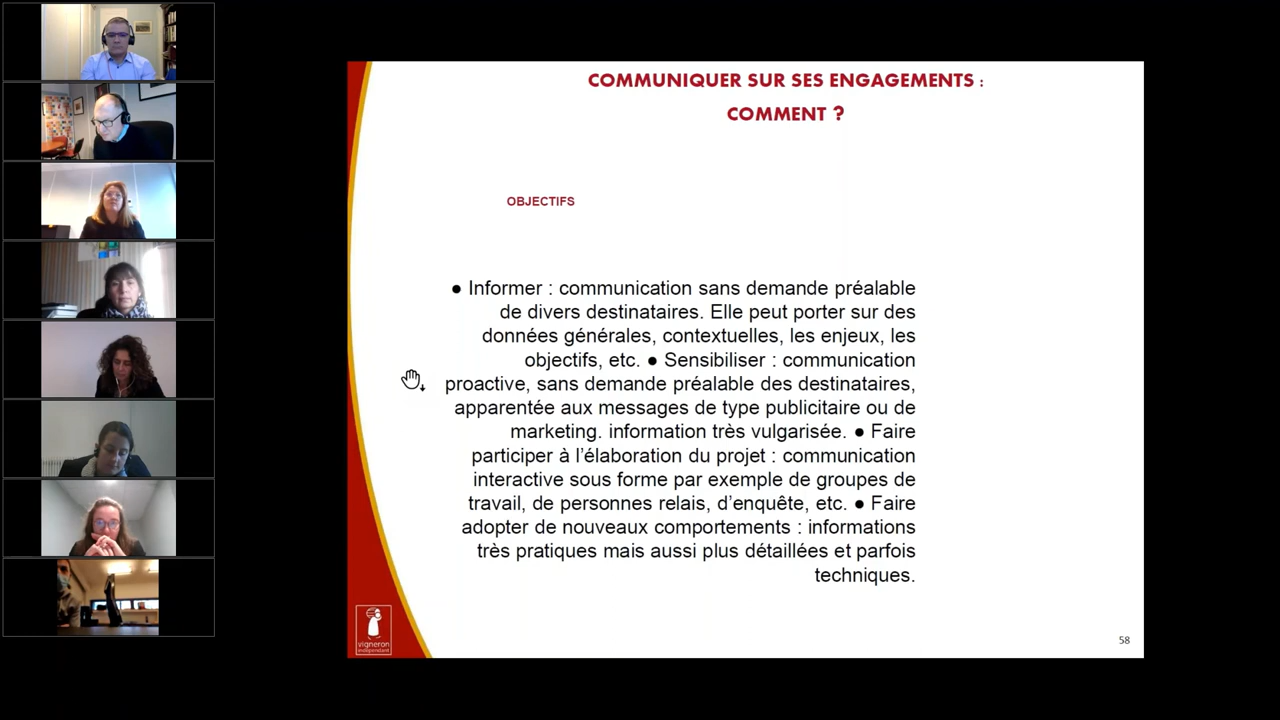 COMMUNIQUER SUR SES ENGAGEMENTS :
COMMENT ?
OBJECTIFS
● Informer : communication sans demande préalable
de divers destinataires. Elle peut porter sur des
données générales, contextuelles, les enjeux, les
objectifs, etc. ● Sensibiliser : communication
proactive, sans demande préalable des destinataires,
apparentée aux messages de type publicitaire ou de
marketing. information très vulgarisée. ● Faire
participer à l’élaboration du projet : communication
interactive sous forme par exemple de groupes de
travail, de personnes relais, d’enquête, etc. ● Faire
adopter de nouveaux comportements : informations
très pratiques mais aussi plus détaillées et parfois
techniques.
vigneron
indépendant
58